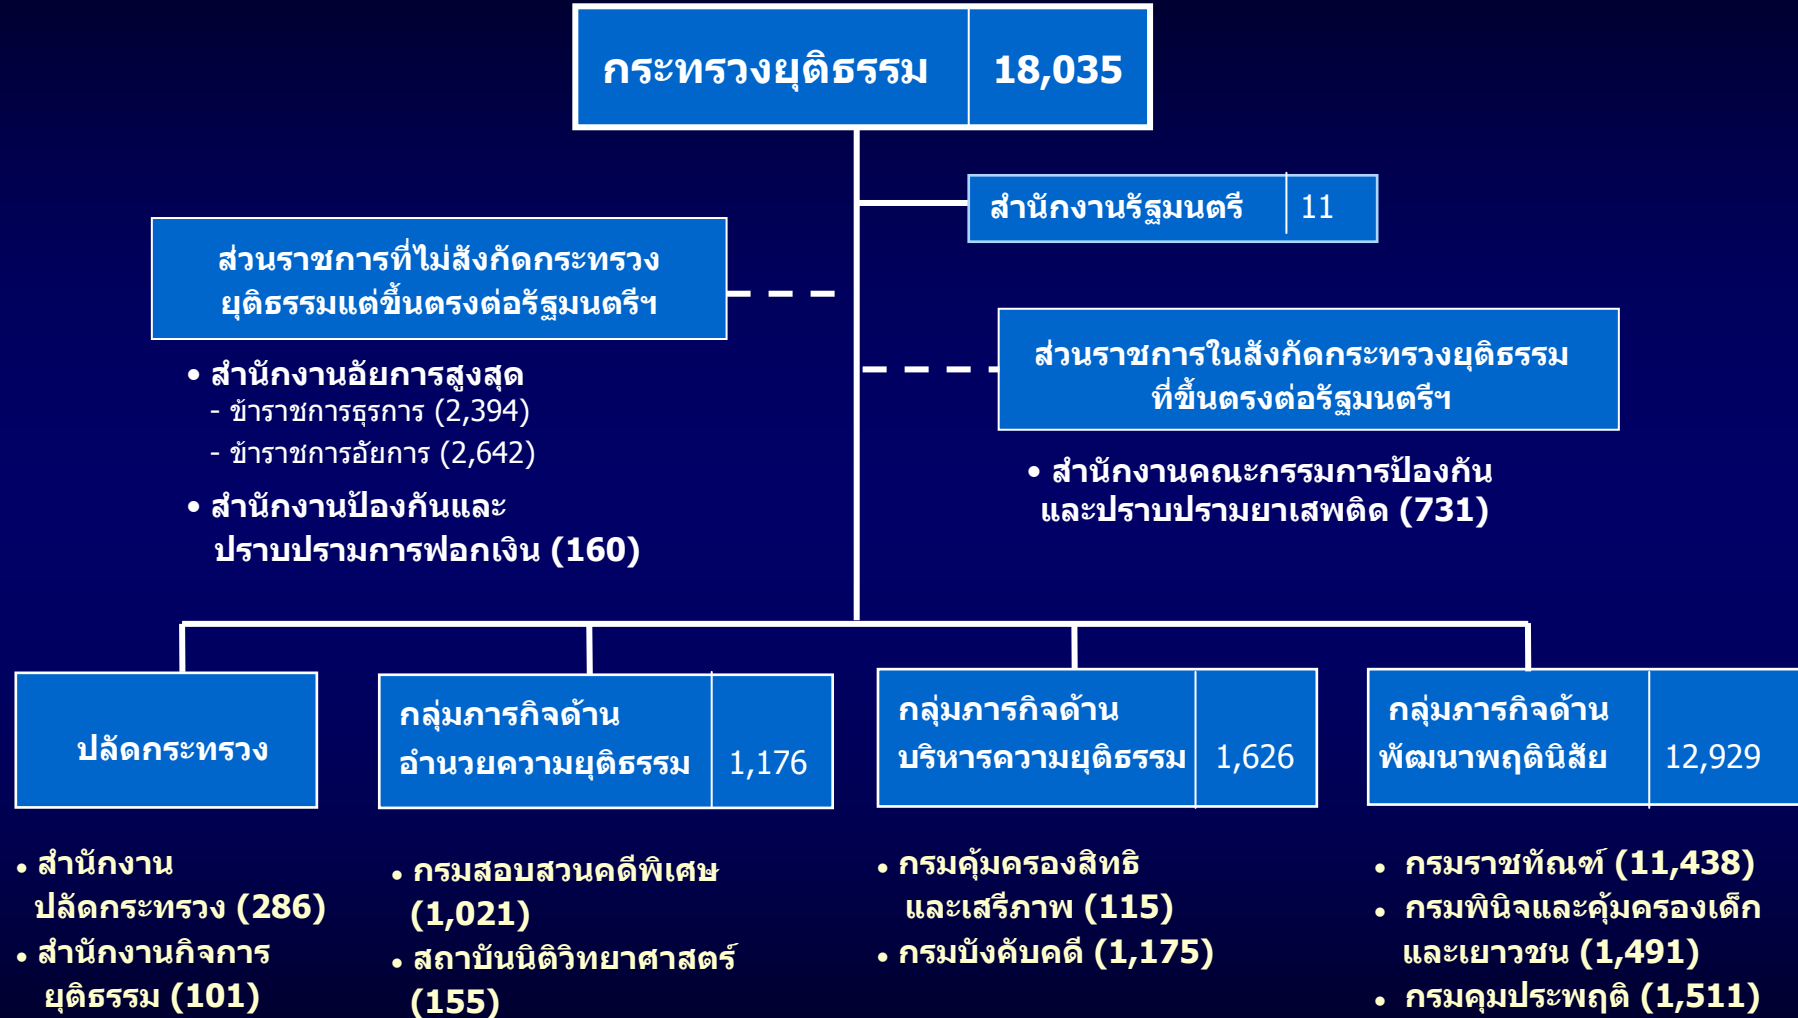 กระทรวงยุติธรรม 18,035
สำนักงานรัฐมนตรี 11
ส่วนราชการที่ไม่สังกัดกระทรวง
ยุติธรรมแต่ขึ้นตรงต่อรัฐมนตรีฯ
• สำนักงานอัยการสูงสุด
- ข้าราชการธุรการ (2,394)
- ข้าราชการอัยการ (2,642)
• สำนักงานป้องกันและ
ปราบปรามการฟอกเงิน (160)
ส่วนราชการในสังกัดกระทรวงยุติธรรม
ที่ขึ้นตรงต่อรัฐมนตรีฯ
• สำนักงานคณะกรรมการป้องกัน
และปราบปรามยาเสพติด (731)
ปลัดกระทรวง
• สำนักงาน
ปลัดกระทรวง (286)
• สำนักงานกิจการ
ยุติธรรม (101)
กลุ่มภารกิจด้าน
อำนวยความยุติธรรม 1,176
• กรมสอบสวนคดีพิเศษ
(1,021)
• สถาบันนิติวิทยาศาสตร์
(155)
กลุ่มภารกิจด้าน
บริหารความยุติธรรม 1,626
• กรมคุ้มครองสิทธิ
และเสรีภาพ (115)
• กรมบังคับคดี (1,175)
กลุ่มภารกิจด้าน
พัฒนาพฤตินิสัย 12,929
• กรมราชทัณฑ์ (11,438)
• กรมพินิจและคุ้มครองเด็ก
และเยาวชน (1,491)
• กรมคุมประพฤติ (1,511)